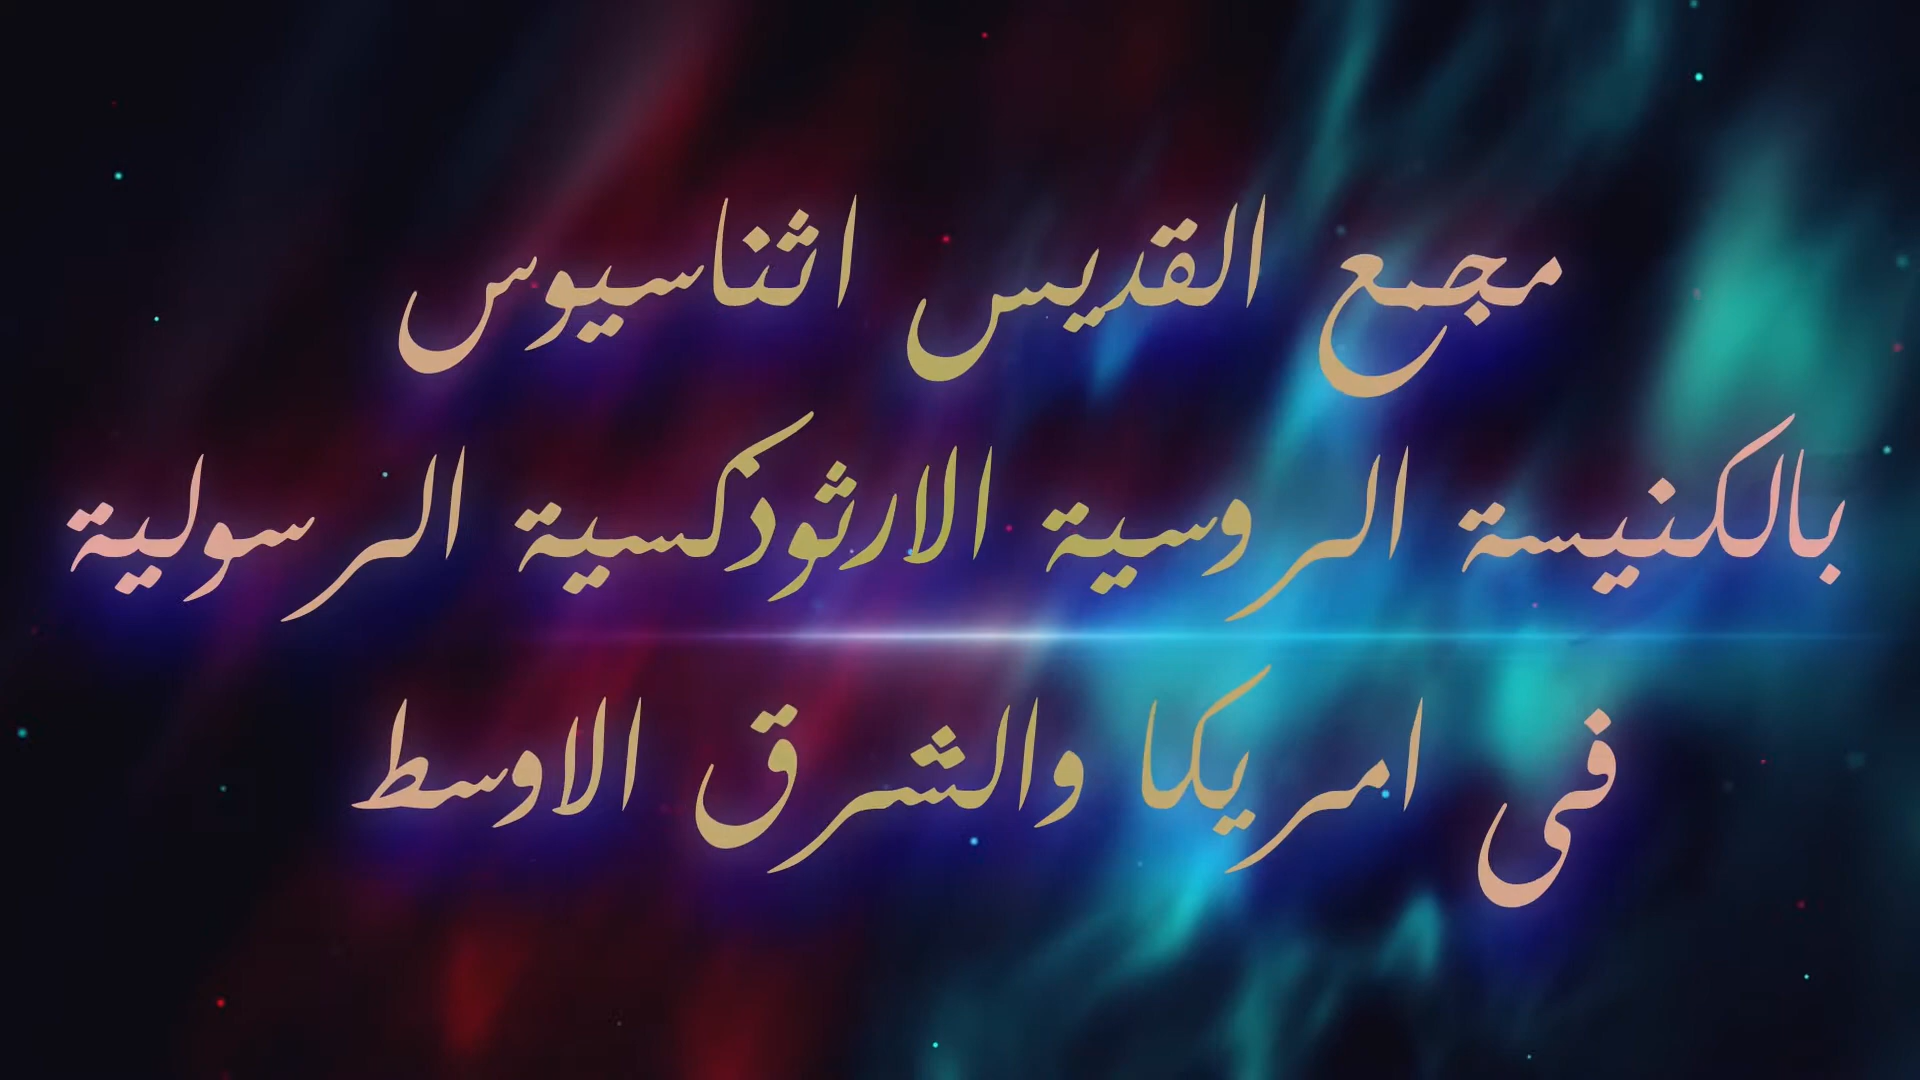 مجمع القديس اثناسيوس
بالكنيسة الروسية الارثوذكسية الرسولية
فى امريكا والشرق الاوسط